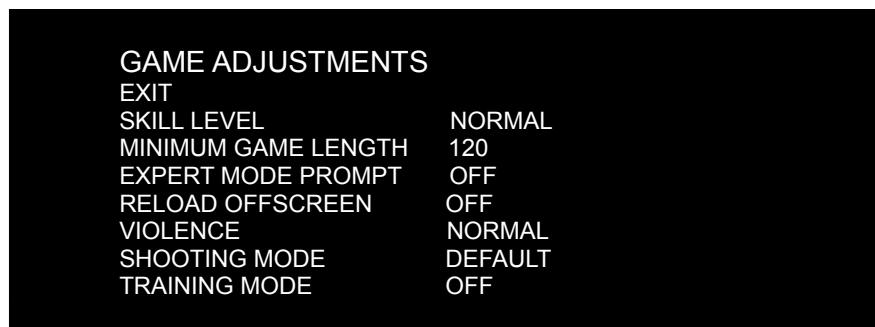 GAME ADJUSTMENTS
EXIT
SKILL LEVEL NORMAL
MINIMUM GAME LENGTH 120
EXPERT MODE PROMPT OFF
RELOAD OFFSCREEN OFF
VIOLENCE NORMAL
SHOOTING MODE DEFAULT
TRAINING MODE OFF